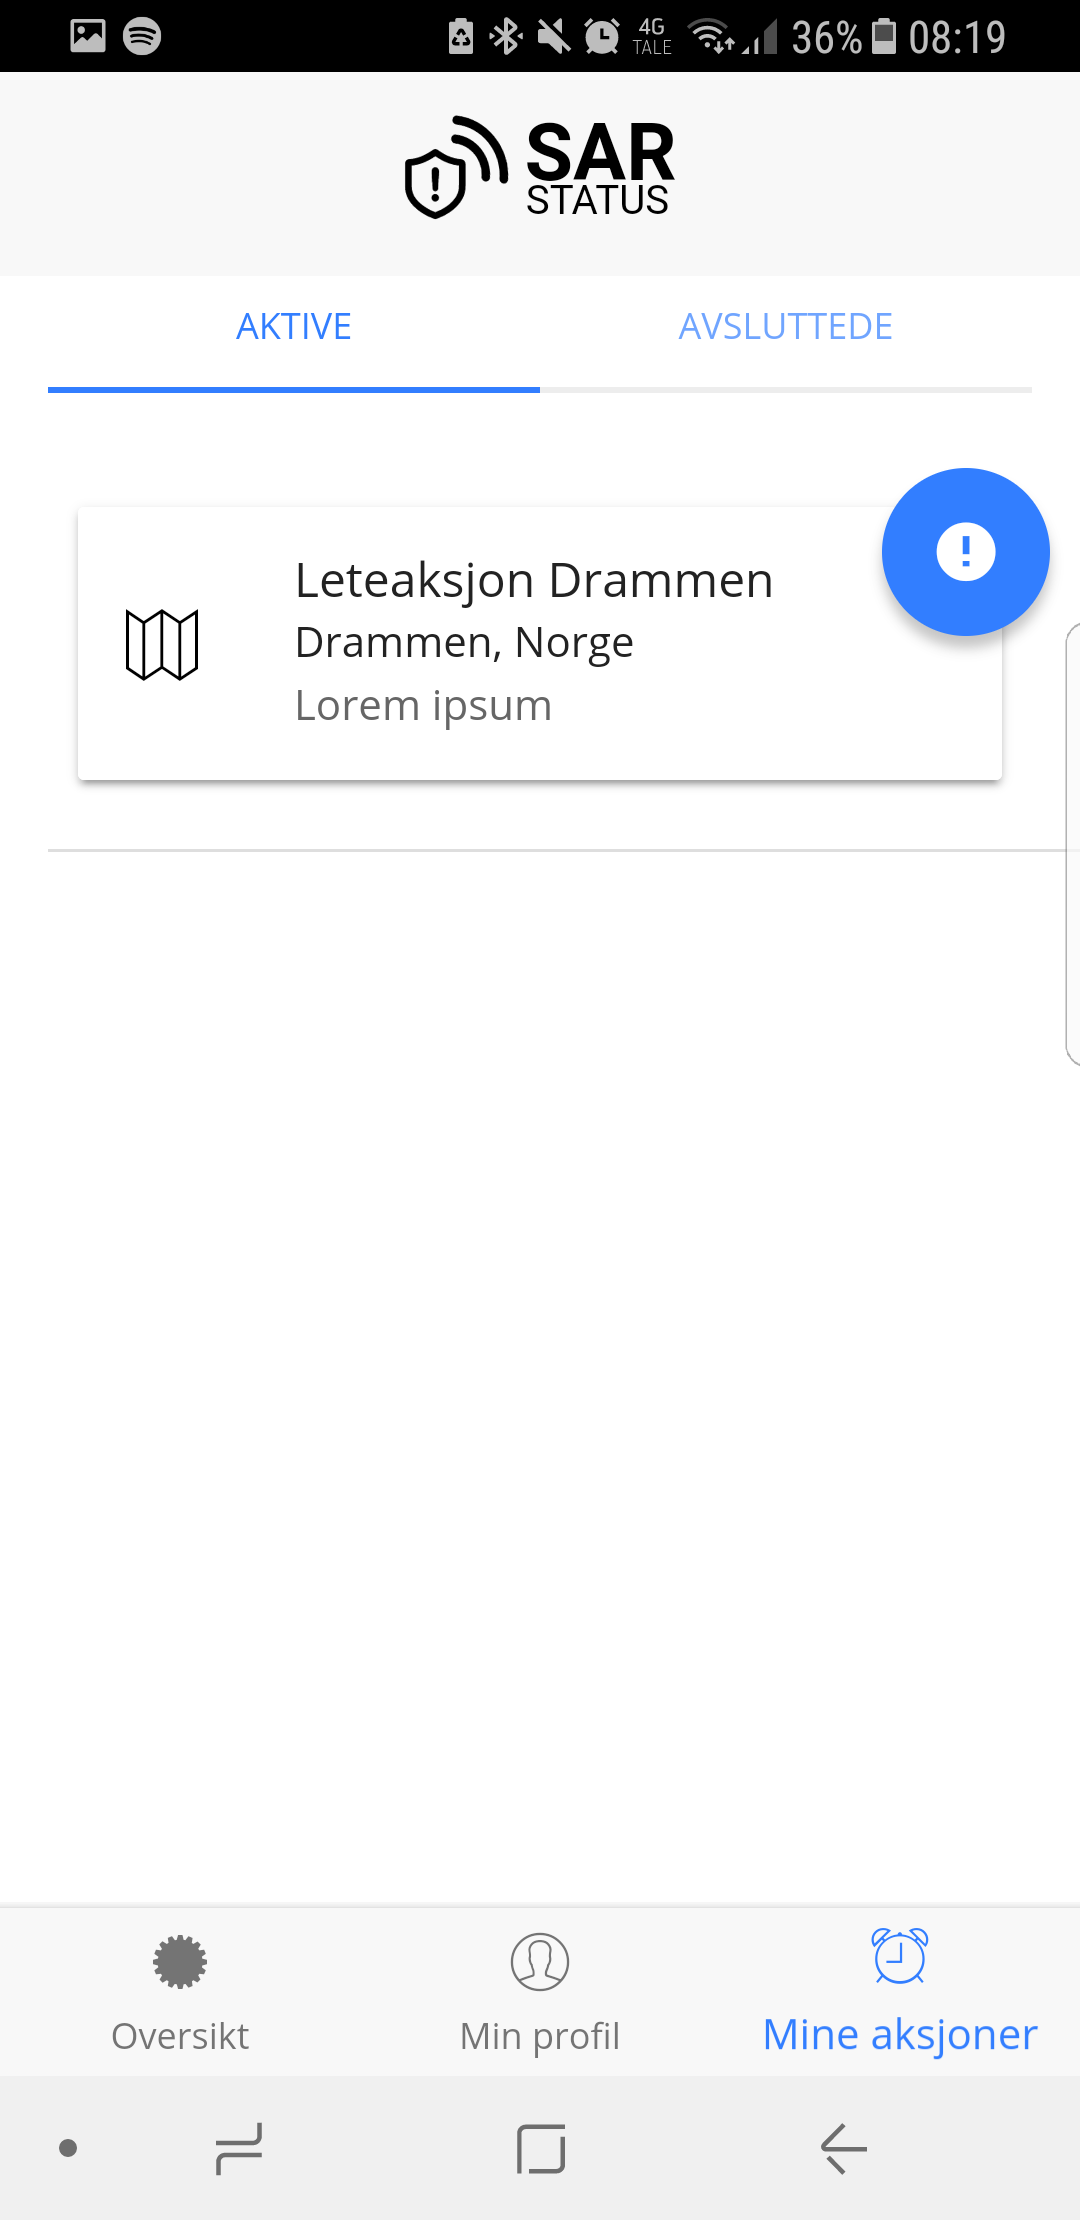 4G
TALE
36%
08:19
SAR
STATUS
AKTIVE
AVSLUTTEDE
Leteaksjon Drammen
Drammen, Norge
Lorem ipsum
Oversikt
Min profil
Mine aksjoner